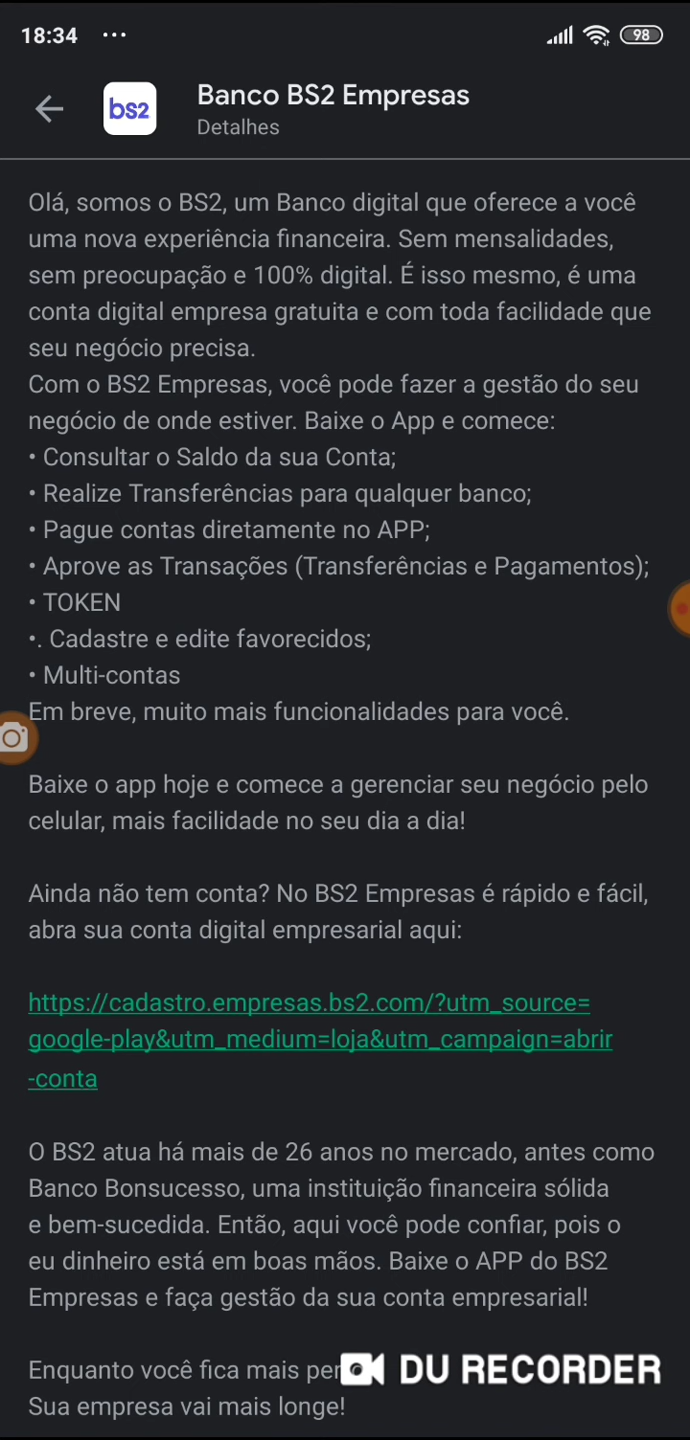 18:34 ... 98
bs2
Banco BS2 Empresas
Detalhes
Olá, somos o BS2, um Banco digital que oferece a você
uma nova experiência financeira. Sem mensalidades,
sem preocupação e 100% digital. É isso mesmo, é uma
conta digital empresa gratuita e com toda facilidade que
seu negócio precisa.
Com o BS2 Empresas, você pode fazer a gestão do seu
negócio de onde estiver. Baixe o App e comece:
• Consultar o Saldo da sua Conta;
• Realize Transferências para qualquer banco;
• Pague contas diretamente no APP;
• Aprove as Transações (Transferências e Pagamentos);
• TOKEN
•. Cadastre e edite favorecidos;
• Multi-contas
Em breve, muito mais funcionalidades para você.
Baixe o app hoje e comece a gerenciar seu negócio pelo
celular, mais facilidade no seu dia a dia!
Ainda não tem conta? No BS2 Empresas é rápido e fácil,
abra sua conta digital empresarial aqui:
https://cadastro.empresas.bs2.com/?utm_source=
google-play&utm_medium=loja&utm_campaign=abrir
-conta
O BS2 atua há mais de 26 anos no mercado, antes como
Banco Bonsucesso, uma instituição financeira sólida
e bem-sucedida. Então, aqui você pode confiar, pois o
eu dinheiro está em boas mãos. Baixe o APP do BS2
Empresas e faça gestão da sua conta empresarial!
Enquanto você fica mais
DU RECORDER
Sua empresa vai mais longe!